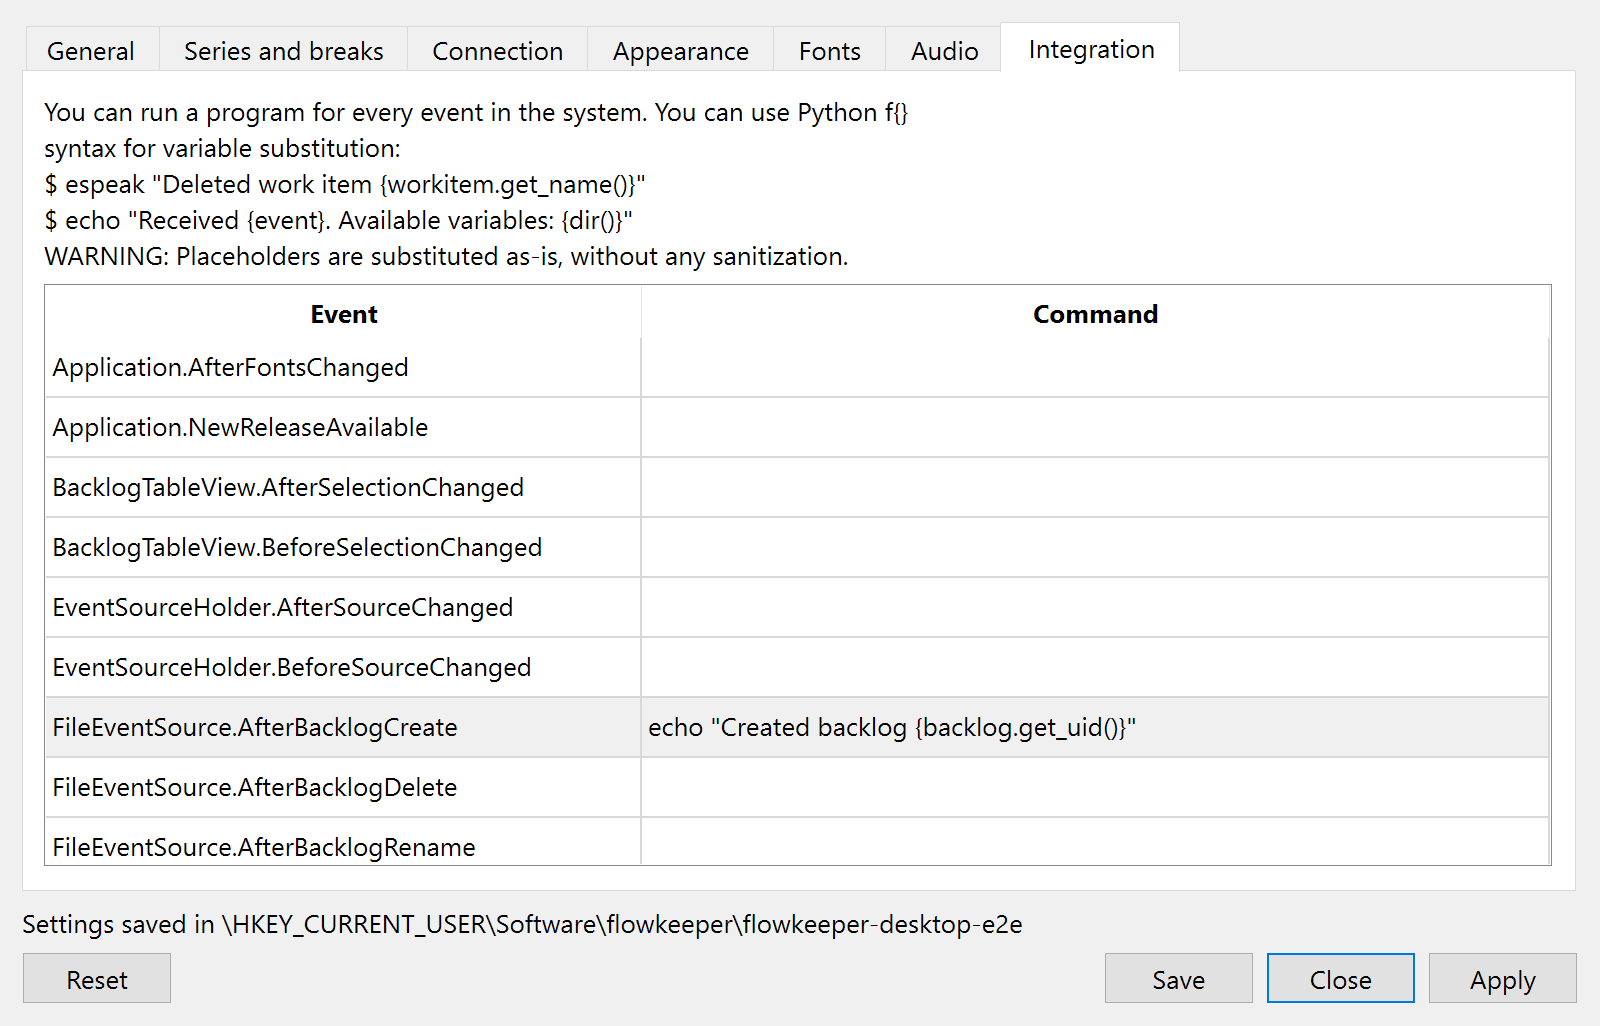 General Series and breaks Connection Appearance Fonts Audio Integration
You can run a program for every event in the system. You can use Python f{}
syntax for variable substitution:
$ espeak "Deleted work item {workitem.get_name()}"
$ echo "Received {event}. Available variables: {dir()}"
WARNING: Placeholders are substituted as-is, without any sanitization.
Event Command
Application.AfterFontsChanged
Application.NewReleaseAvailable
BacklogTableView.AfterSelectionChanged
BacklogTableView.BeforeSelectionChanged
EventSourceHolder.AfterSourceChanged
EventSourceHolder.BeforeSourceChanged
FileEventSource.AfterBacklogCreate echo "Created backlog {backlog.get_uid()}"
FileEventSource.AfterBacklogDelete
FileEventSource.AfterBacklogRename
Settings saved in \HKEY_CURRENT_USER\Software\flowkeeper\flowkeeper-desktop-e2e
Reset Save Close Apply